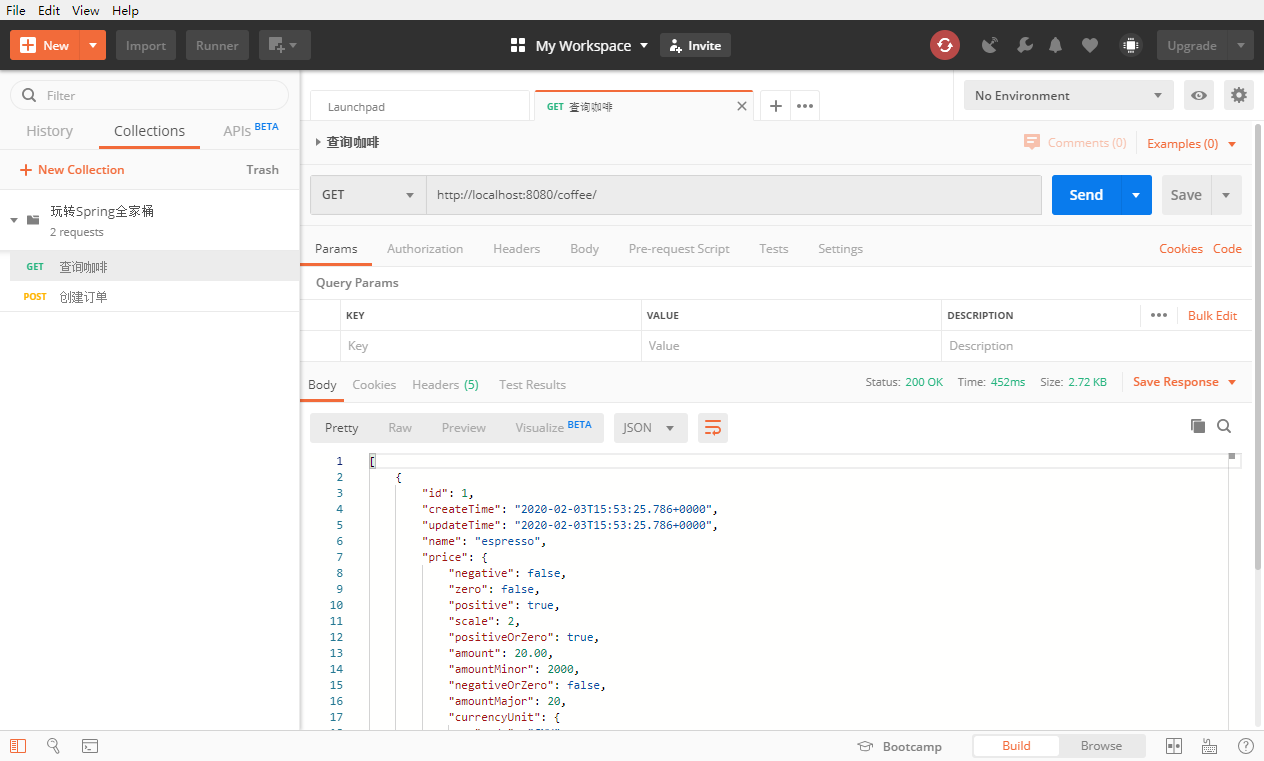 File Edit View Help
New Import Runner My Workspace Invite Upgrade
Filter
History Collections APIs BETA
New Collection Trash
玩转Spring全家桶
2 requests
GET 查询咖啡
POST 创建订单
Launchpad GET 查询咖啡 No Environment
查询咖啡 Comments (0) Examples (0)
GET http://localhost:8080/coffee/ Send Save
Params Authorization Headers Body Pre-request Script Tests Settings Cookies Code
Query Params
KEY VALUE DESCRIPTION Bulk Edit
Key Value Description
Body Cookies Headers (5) Test Results Status: 200 OK Time: 452ms Size: 2.72 KB Save Response
Pretty Raw Preview Visualize BETA JSON
1 [
2 {
3 "id": 1,
4 "createTime": "2020-02-03T15:53:25.786+0000",
5 "updateTime": "2020-02-03T15:53:25.786+0000",
6 "name": "espresso",
7 "price": {
8 "negative": false,
9 "zero": false,
10 "positive": true,
11 "scale": 2,
12 "positiveOrZero": true,
13 "amount": 20.00,
14 "amountMinor": 2000,
15 "negativeOrZero": false,
16 "amountMajor": 20,
17 "currencyUnit": {
Bootcamp Build Browse